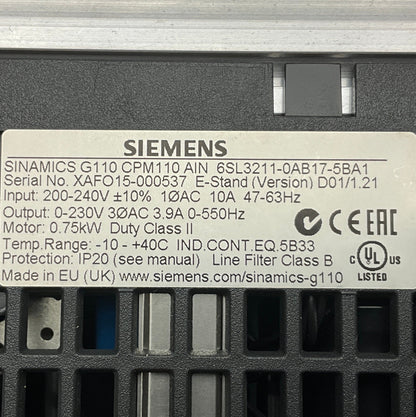 SIEMENS
SINAMICS G110 CPM110 AIN 6SL3211-0AB17-5BA1
Serial No. XAFO15-000537 E-Stand (Version) D01/1.21
Input: 200-240V ±10% 1ØAC 10A 47-63Hz
Output: 0-230V 3ØAC 3.9A 0-550Hz
Motor: 0.75kW Duty Class II
Temp.Range: -10 - +40C IND.CONT.EQ.5B33
Protection: IP20 (see manual) Line Filter Class B
Made in EU (UK) www.siemens.com/sinamics-g110
CE EAC
C UL US
LISTED